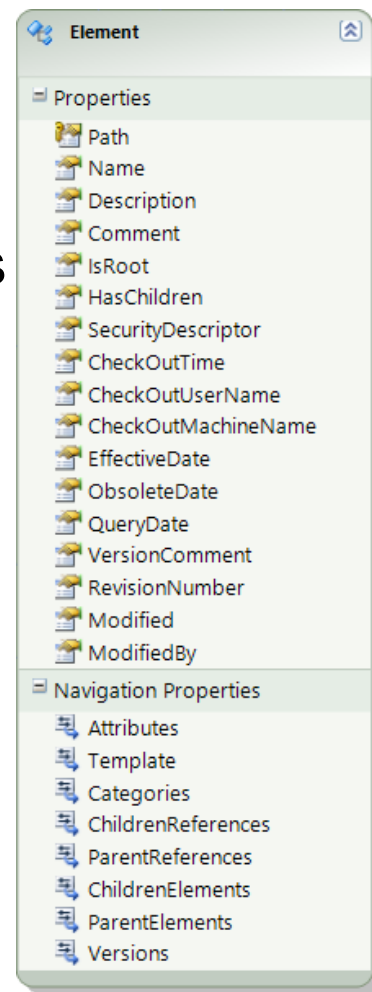 Element
Properties
Path
Name
Description
Comment
IsRoot
HasChildren
SecurityDescriptor
CheckOutTime
CheckOutUserName
CheckOutMachineName
EffectiveDate
ObsoleteDate
QueryDate
VersionComment
RevisionNumber
Modified
ModifiedBy
Navigation Properties
Attributes
Template
Categories
ChildrenReferences
ParentReferences
ChildrenElements
ParentElements
Versions